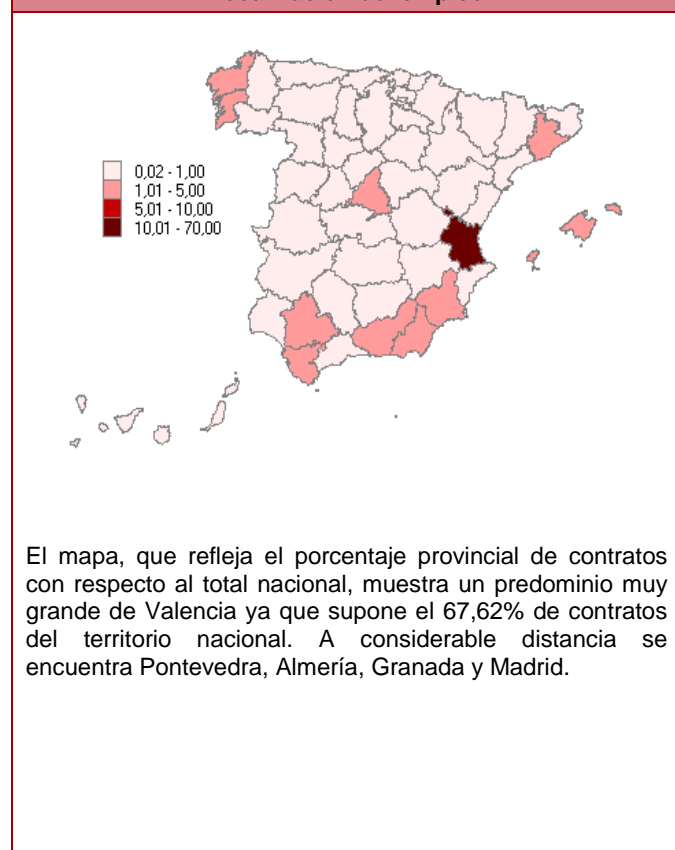 0,02 - 1,00
1,01 - 5,00
5,01 - 10,00
10,01 - 70,00
El mapa, que refleja el porcentaje provincial de contratos
con respecto al total nacional, muestra un predominio muy
grande de Valencia ya que supone el 67,62% de contratos
del territorio nacional. A considerable distancia se
encuentra Pontevedra, Almería, Granada y Madrid.